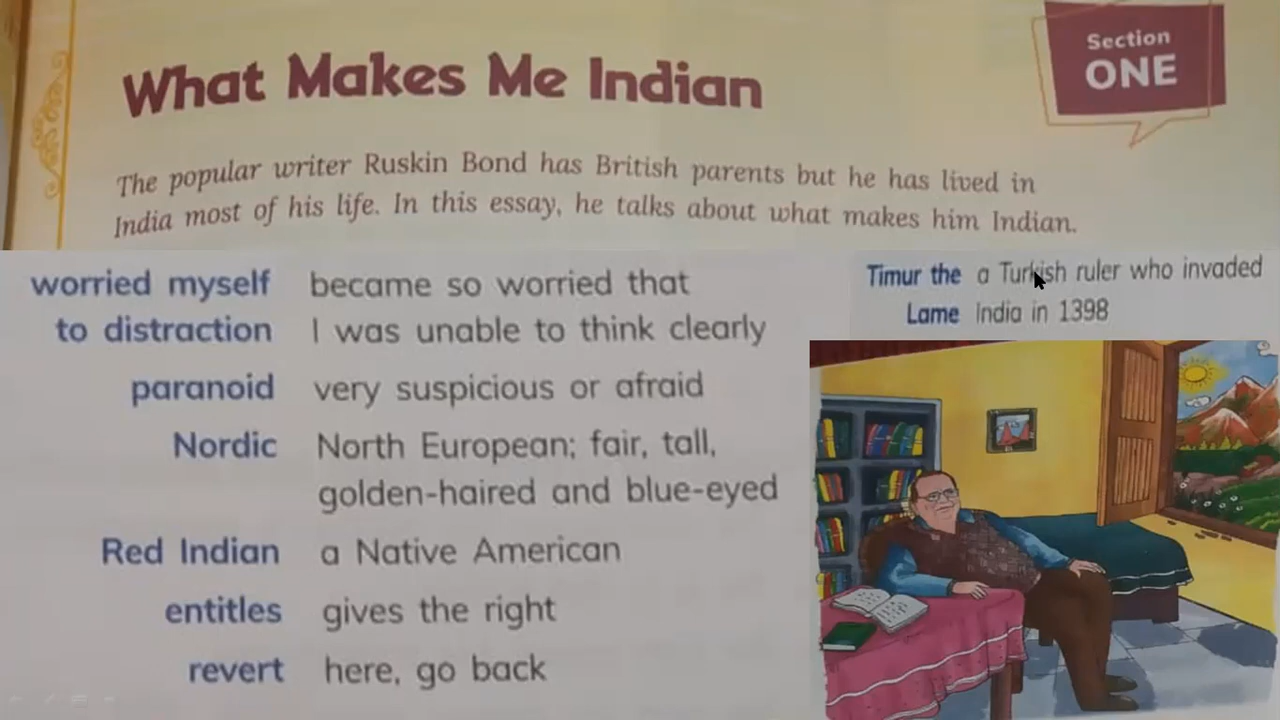 Section
ONE
What Makes Me Indian
The popular writer Ruskin Bond has British parents but he has lived in
India most of his life. In this essay, he talks about what makes him Indian.
worried myself became so worried that
to distraction I was unable to think clearly
paranoid very suspicious or afraid
Nordic North European; fair, tall,
golden-haired and blue-eyed
Red Indian a Native American
entitles gives the right
revert here, go back
Timur the a Turkish ruler who invaded
Lame India in 1398